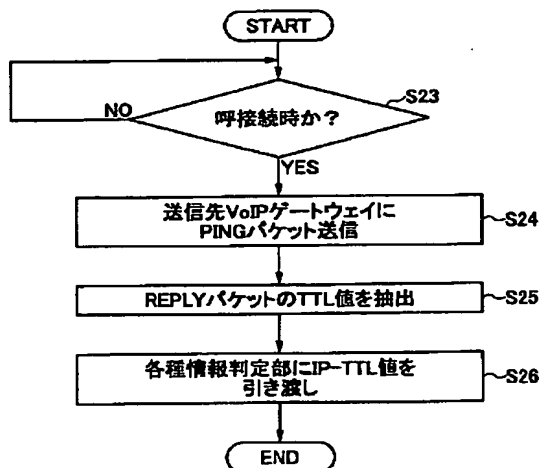 START
S23
呼接続時か?
NO
YES
送信先VoIPゲートウェイに
PINGパケット送信
S24
REPLYパケットのTTL値を抽出
S25
各種情報判定部にIP-TTL値を
引き渡し
S26
END